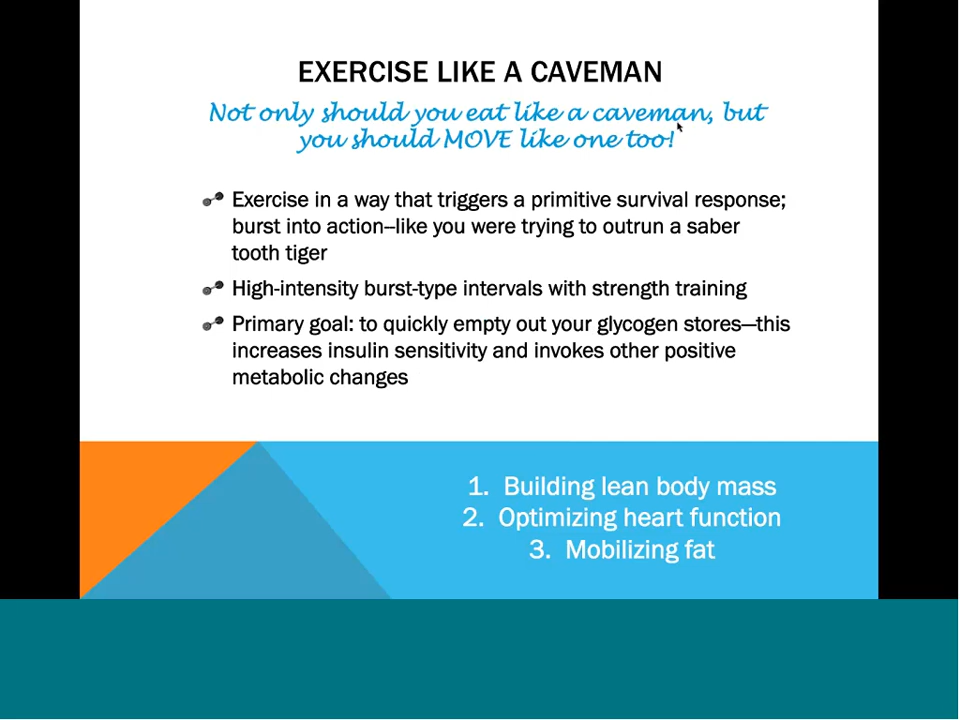 EXERCISE LIKE A CAVEMAN
Not only should you eat like a caveman, but
you should MOVE like one too!
Exercise in a way that triggers a primitive survival response;
burst into action--like you were trying to outrun a saber
tooth tiger
High-intensity burst-type intervals with strength training
Primary goal: to quickly empty out your glycogen stores—this
increases insulin sensitivity and invokes other positive
metabolic changes
1. Building lean body mass
2. Optimizing heart function
3. Mobilizing fat